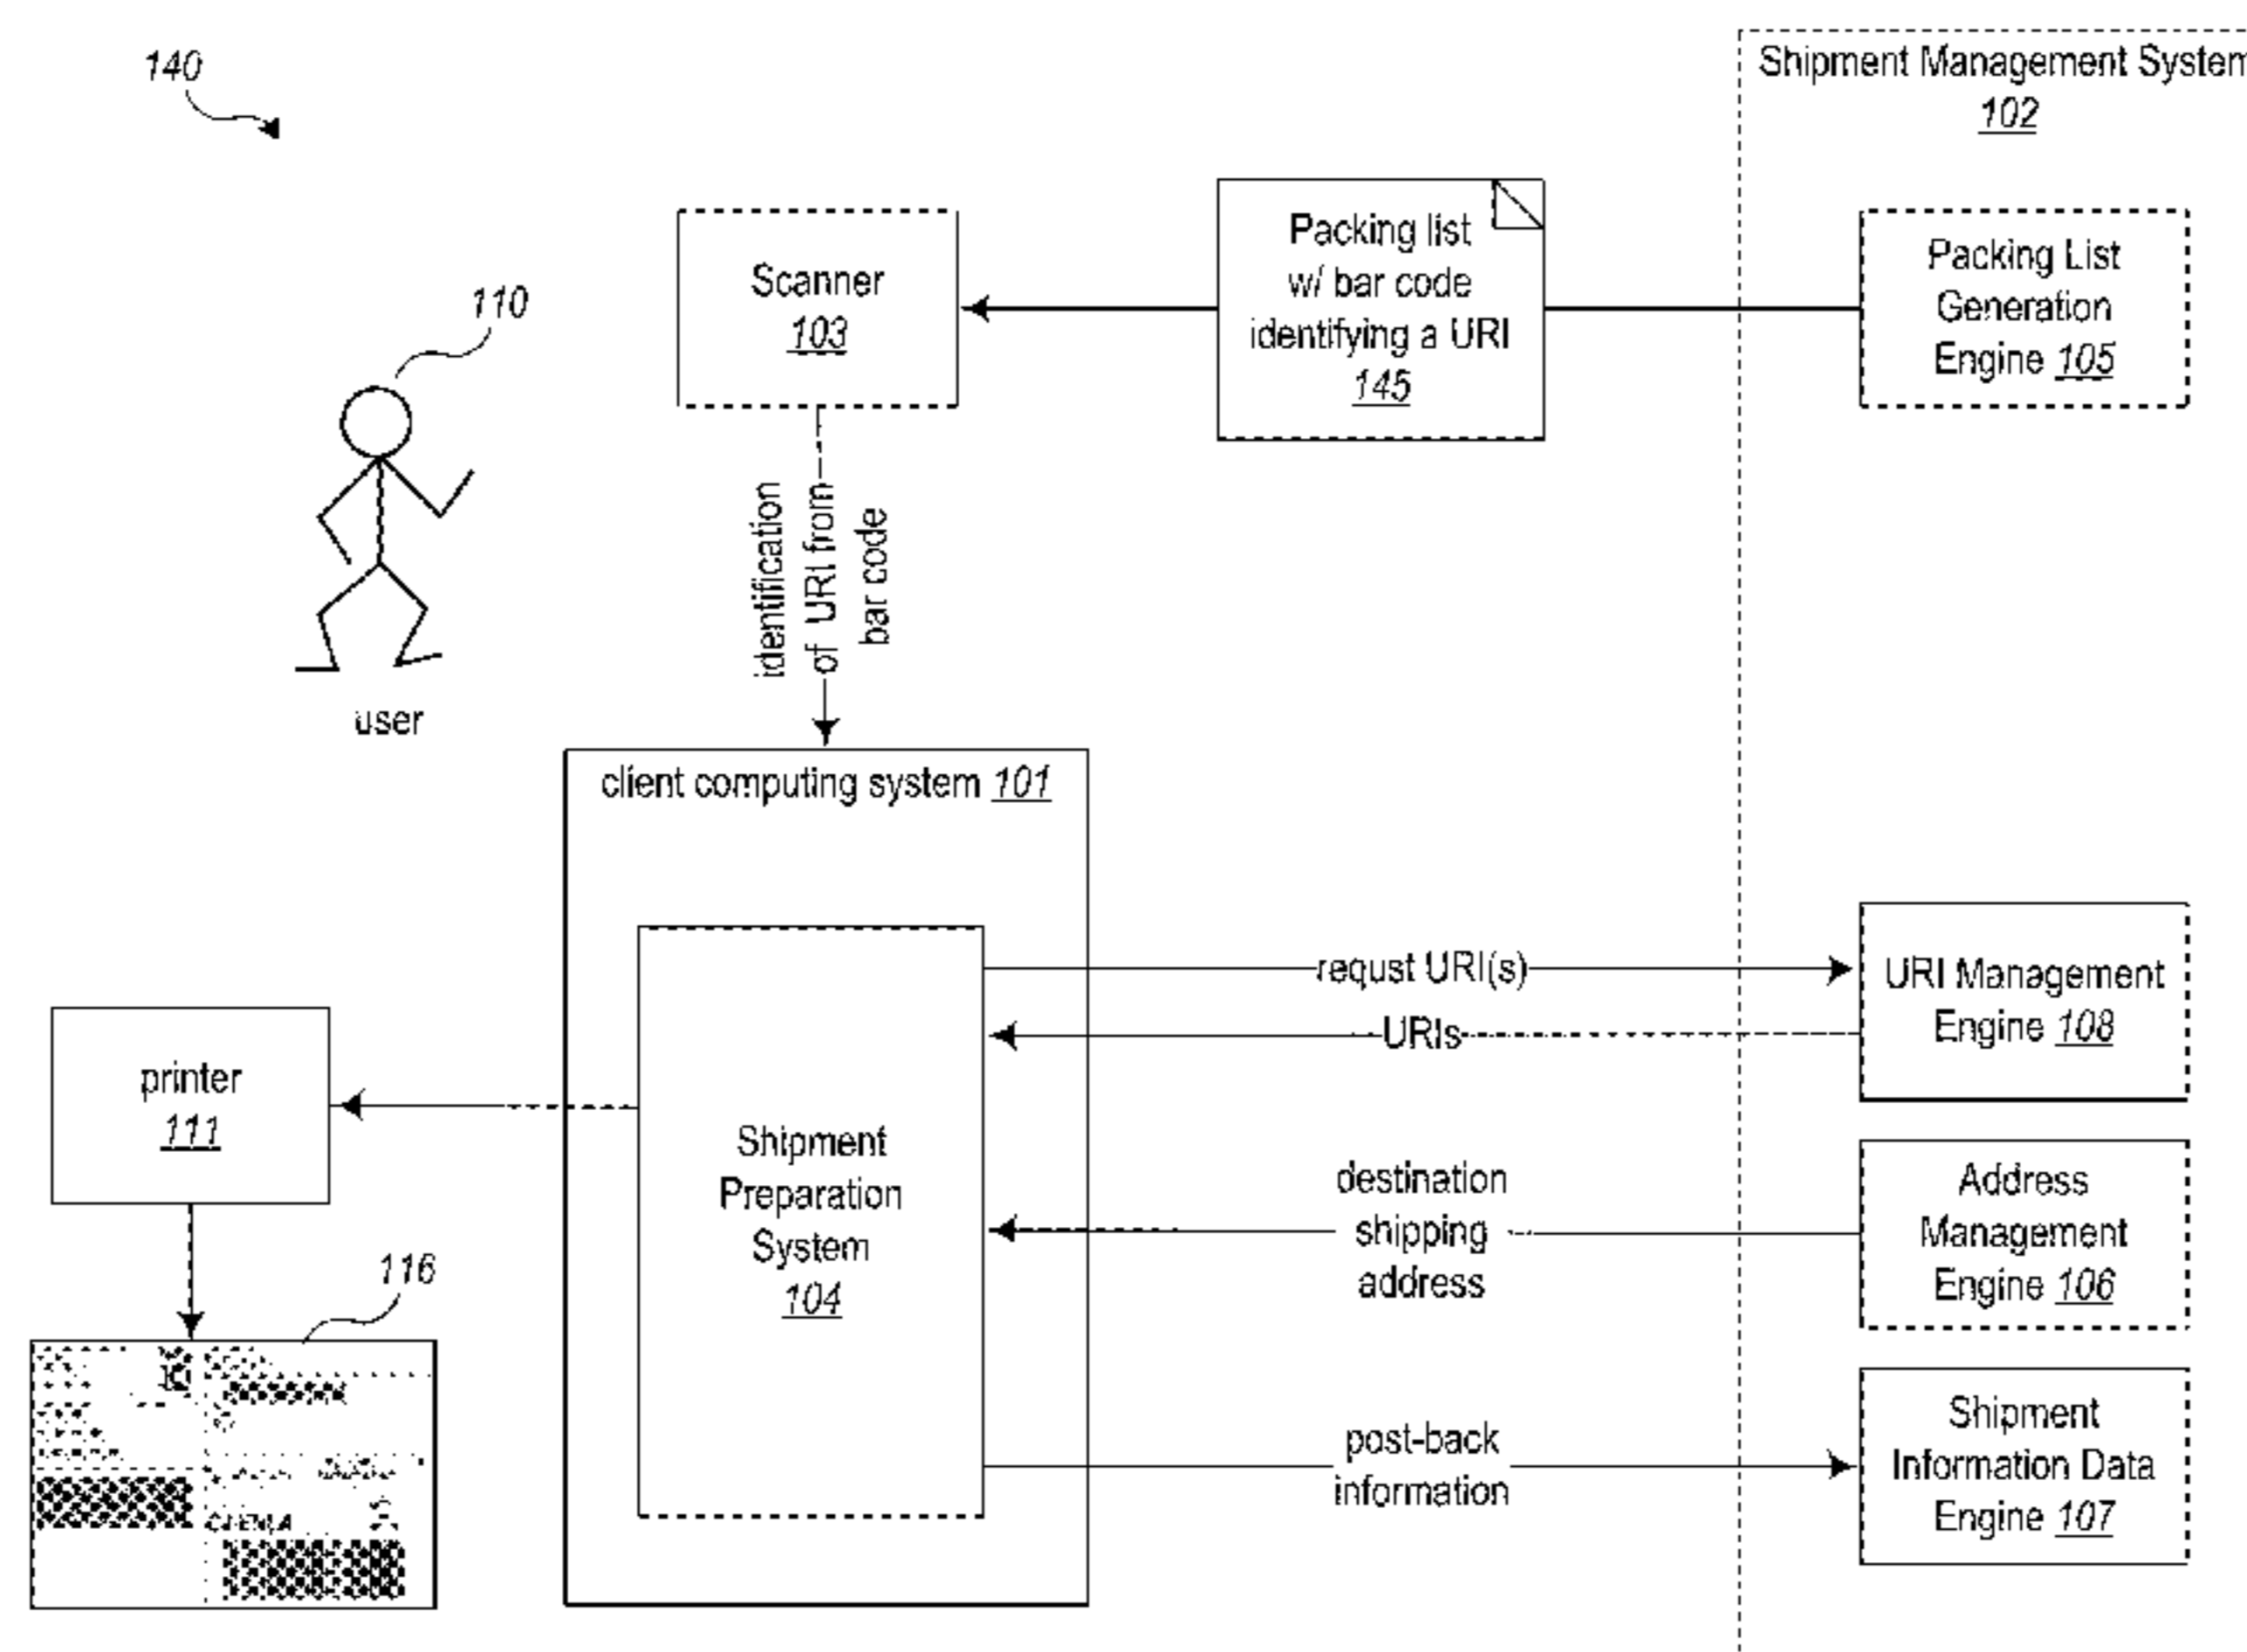 140
Shipment Management System
102
110
Scanner
103
Packing list
w/ bar code
identifying a URI
145
Packing List
Generation
Engine 105
identification
of URI from
bar code
user
client computing system 101
requst URI(s)
URIs
URI Management
Engine 108
printer
111
Shipment
Preparation
System
104
destination
shipping
address
Address
Management
Engine 106
116
post-back
information
Shipment
Information Data
Engine 107